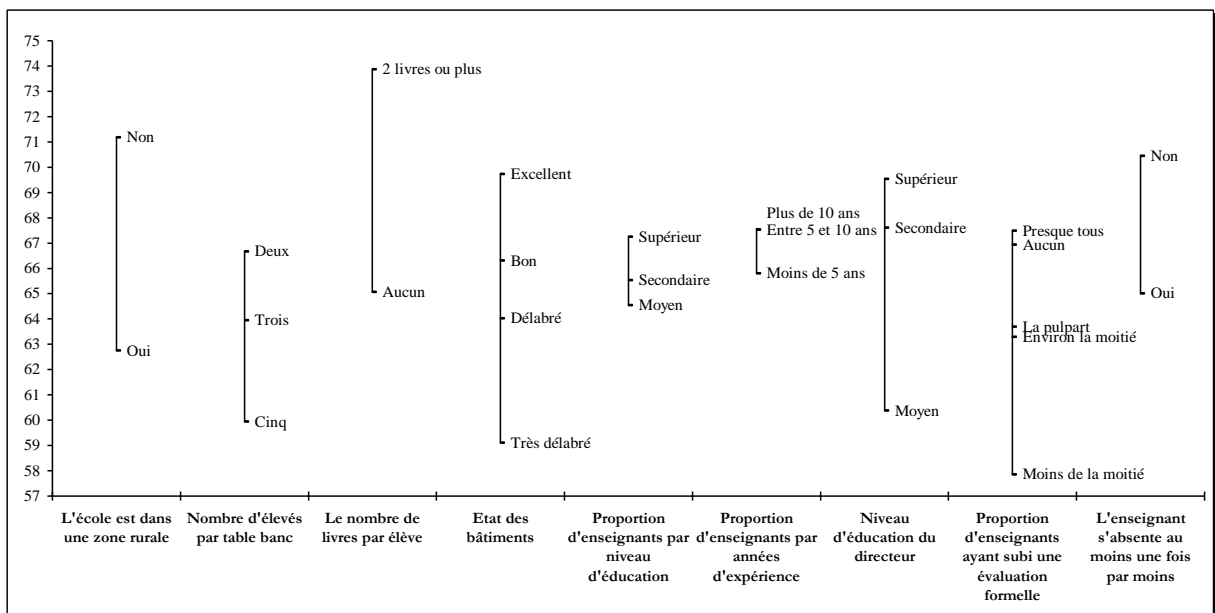 75
74
73
72
71
70
69
68
67
66
65
64
63
62
61
60
59
58
57
Non
Oui
Deux
Trois
Cinq
2 livres ou plus
Aucun
Excellent
Bon
Délabré
Très délabré
Supérieur
Secondaire
Moyen
Plus de 10 ans
Entre 5 et 10 ans
Moins de 5 ans
Supérieur
Secondaire
Moyen
Presque tous
Aucun
La pulpart
Environ la moitié
Moins de la moitié
Non
Oui
L'école est dans
une zone rurale
Nombre d'élevés
par table banc
Le nombre de
livres par élève
Etat des
bâtiments
Proportion
d'enseignants par
niveau
d'éducation
Proportion
d'enseignants par
années
d'expérience
Niveau
d'éducation du
directeur
Proportion
d'enseignants
ayant subi une
évaluation
formelle
L'enseignant
s'absente au
moins une fois
par moins